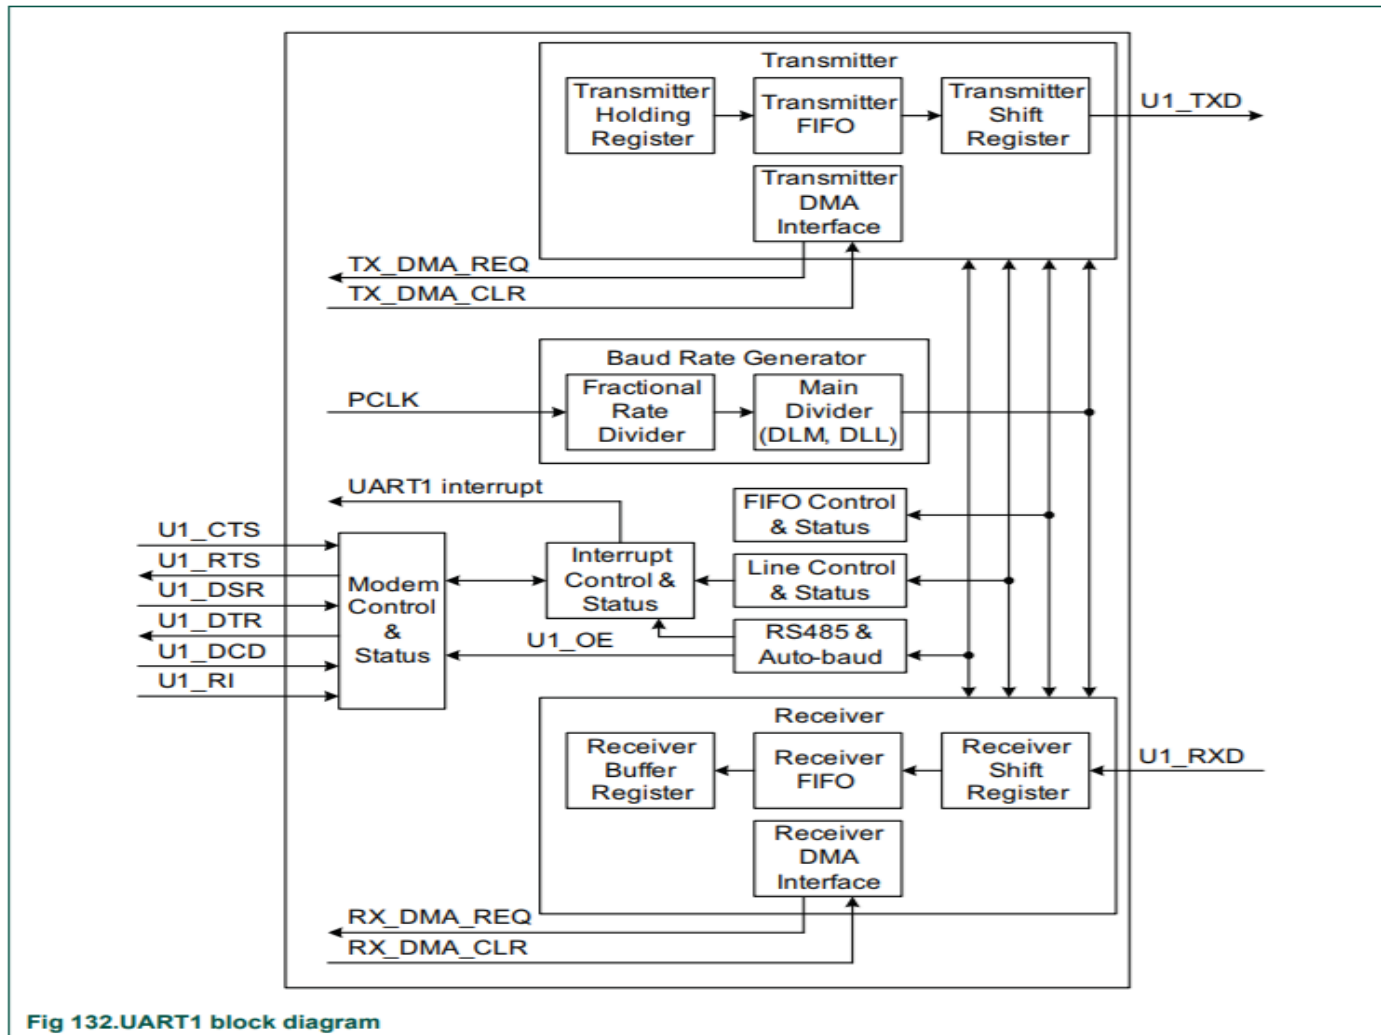 Transmitter
Transmitter
Holding
Register
Transmitter
FIFO
Transmitter
Shift
Register
U1_TXD
Transmitter
DMA
Interface
TX_DMA_REQ
TX_DMA_CLR
Baud Rate Generator
PCLK
Fractional
Rate
Divider
Main
Divider
(DLM, DLL)
UART1 interrupt
FIFO Control
& Status
U1_CTS
U1_RTS
U1_DSR
U1_DTR
U1_DCD
U1_RI
Modem
Control
&
Status
Interrupt
Control &
Status
Line Control
& Status
U1_OE
RS485 &
Auto-baud
Receiver
Receiver
Buffer
Register
Receiver
FIFO
Receiver
Shift
Register
U1_RXD
Receiver
DMA
Interface
RX_DMA_REQ
RX_DMA_CLR
Fig 132.UART1 block diagram